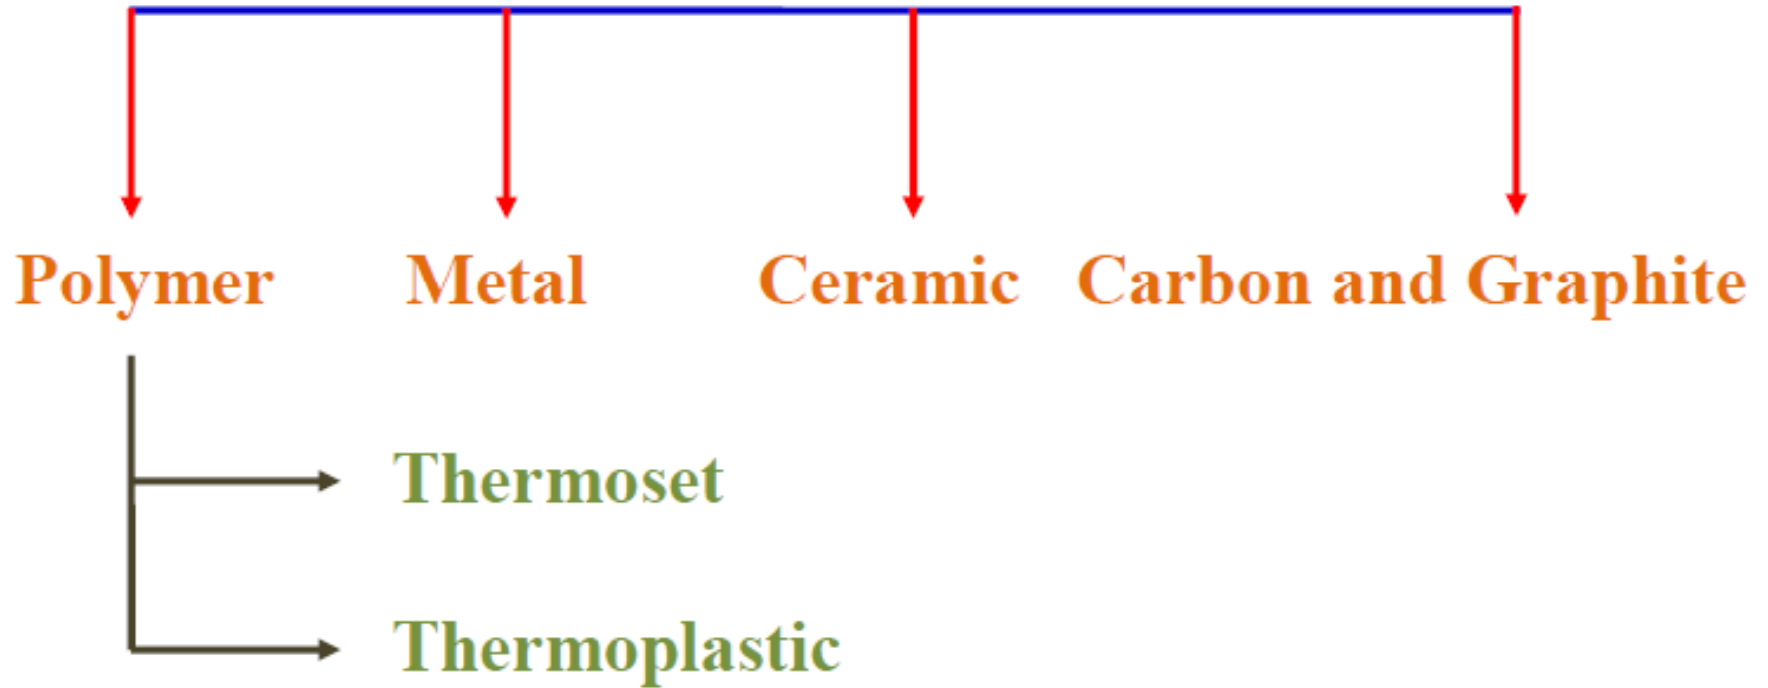 Polymer Metal Ceramic Carbon and Graphite
Thermoset
Thermoplastic